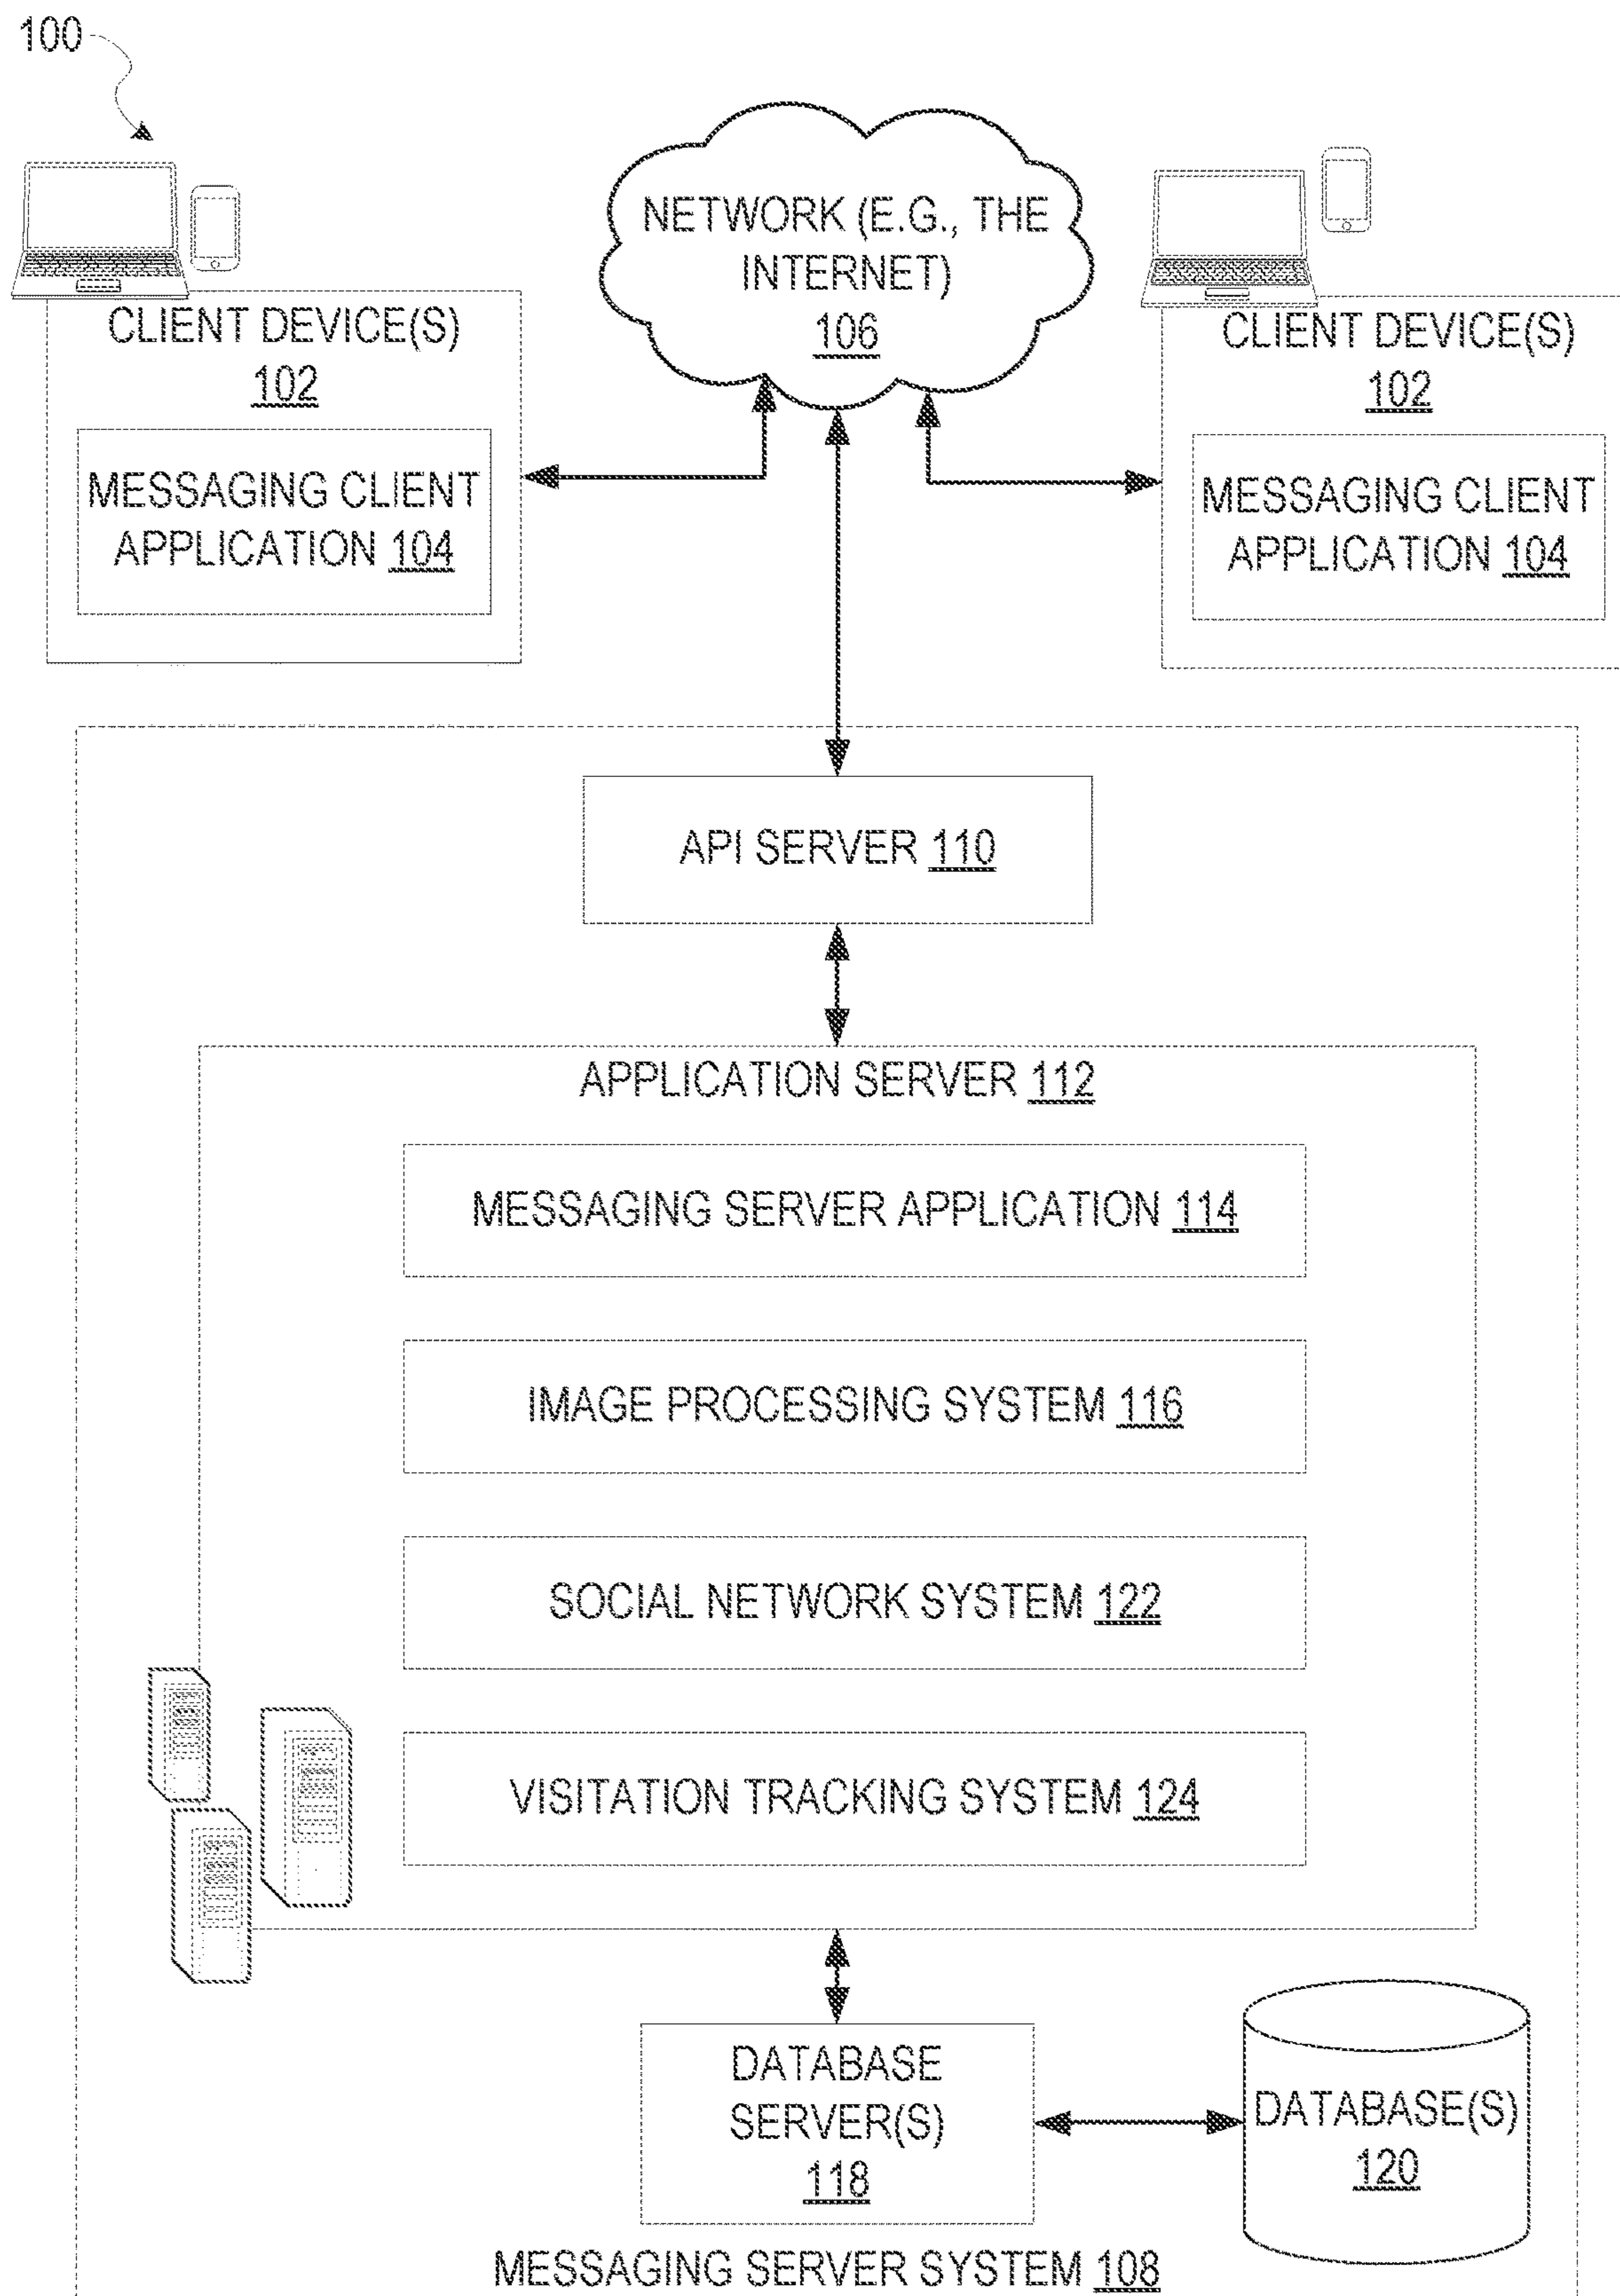 100
NETWORK (E.G., THE
INTERNET)
106
CLIENT DEVICE(S)
102
MESSAGING CLIENT
APPLICATION 104
CLIENT DEVICE(S)
102
MESSAGING CLIENT
APPLICATION 104
API SERVER 110
APPLICATION SERVER 112
MESSAGING SERVER APPLICATION 114
IMAGE PROCESSING SYSTEM 116
SOCIAL NETWORK SYSTEM 122
VISITATION TRACKING SYSTEM 124
DATABASE
SERVER(S)
118
DATABASE(S)
120
MESSAGING SERVER SYSTEM 108